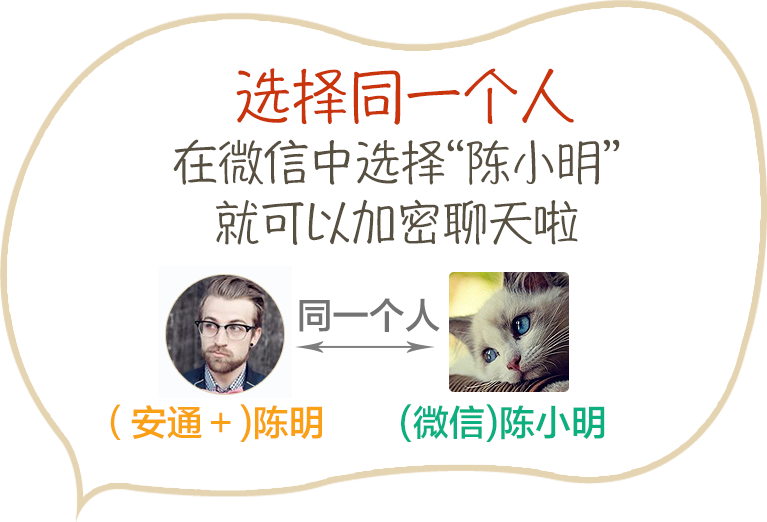 选择同一个人
在微信中选择“陈小明”
就可以加密聊天啦
同一个人
( 安通 + )陈明
(微信)陈小明